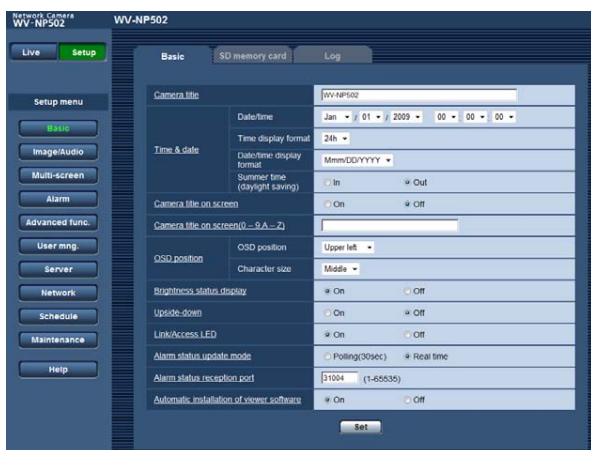 Network Camera
WV-NP502
WV-NP502
Live Setup
Basic SD memory card Log
Setup menu
Basic
Image/Audio
Multi-screen
Alarm
Advanced func.
User mng.
Server
Network
Schedule
Maintenance
Help
Camera title WV-NP502
Time & date
Date/time Jan / 01 / 2009 00 : 00 : 00
Time display format 24h
Date/time display format Mmm/DD/YYYY
Summer time (daylight saving) In Out
Camera title on screen On Off
Camera title on screen(0 – 9,A – Z)
OSD position
OSD position Upper left
Character size Middle
Brightness status display On Off
Upside-down On Off
Link/Access LED On Off
Alarm status update mode Polling(30sec) Real time
Alarm status reception port 31004 (1-65535)
Automatic installation of viewer software On Off
Set